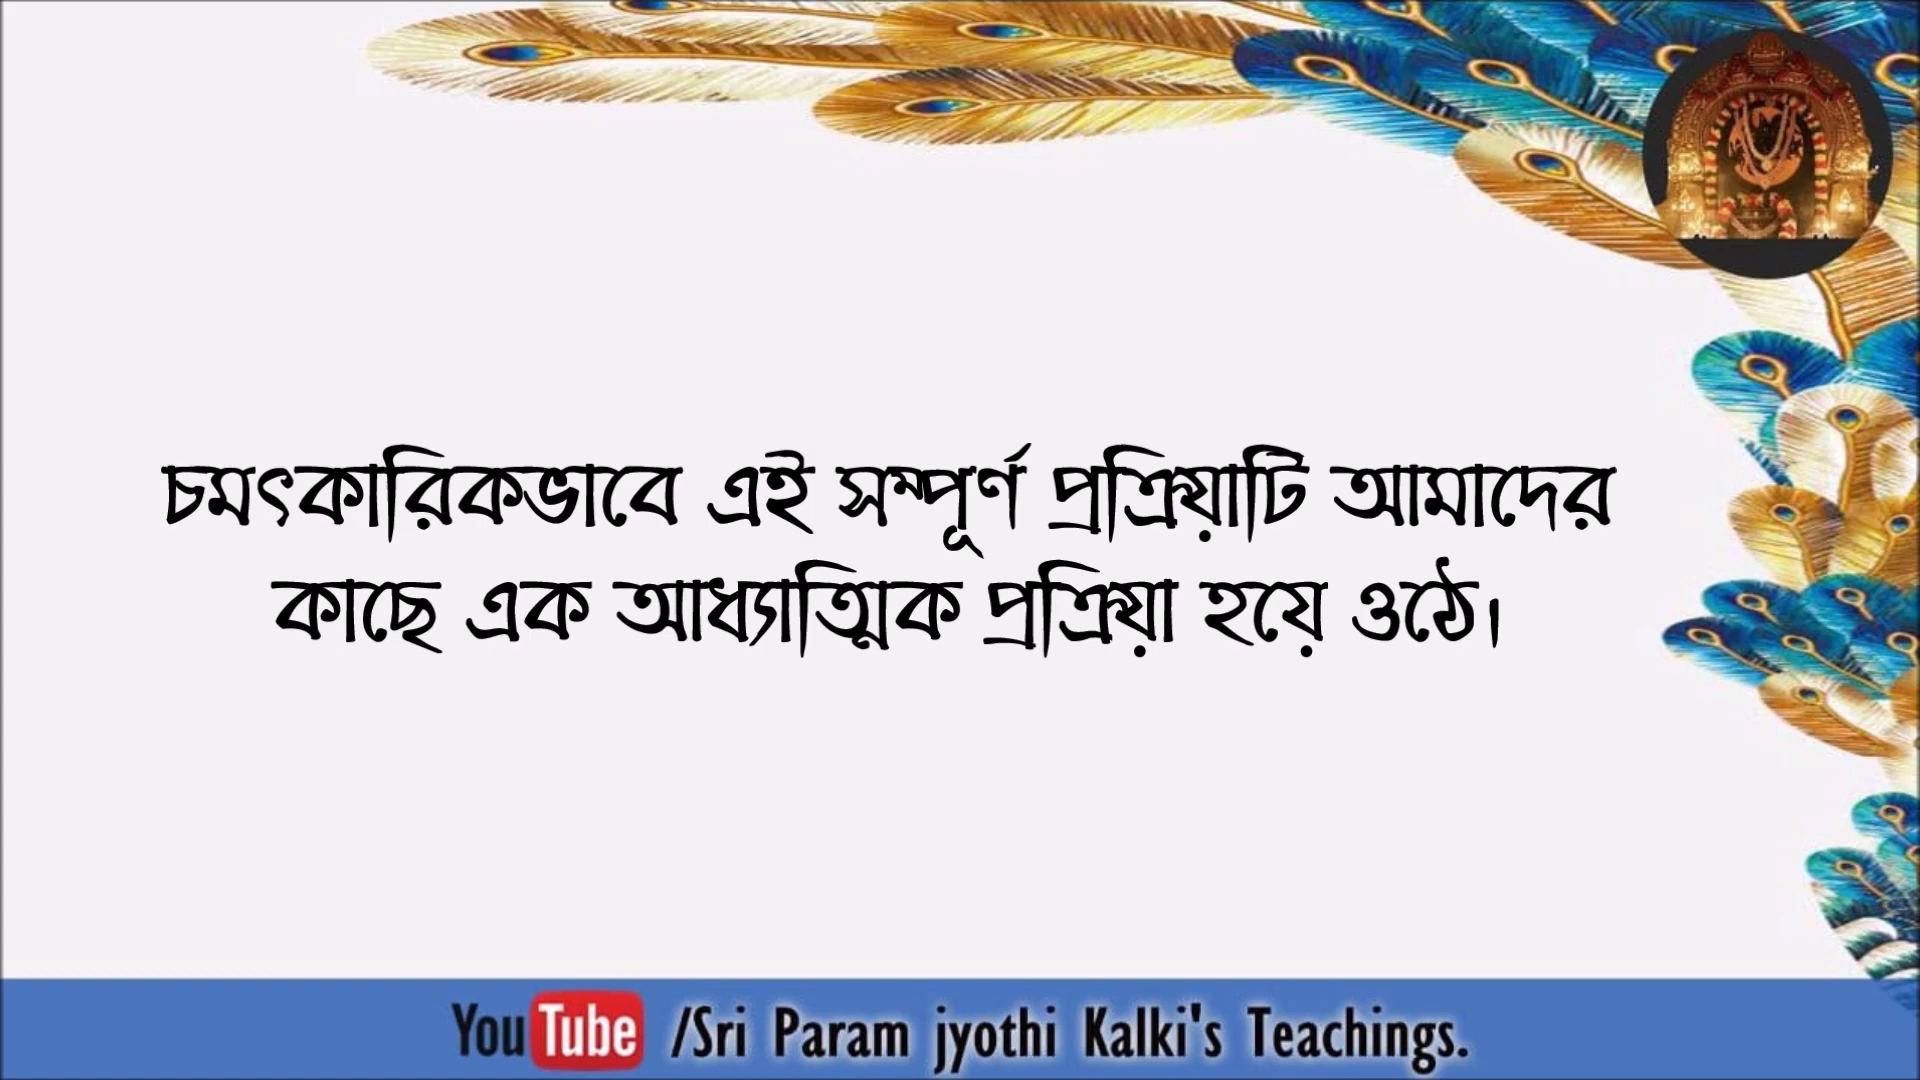 চমৎকারিকভাবে এই সম্পূর্ণ প্রক্রিয়াটি আমাদের
কাছে এক আধ্যাত্মিক প্রক্রিয়া হয়ে ওঠে।
YouTube /Sri Param jyothi Kalki's Teachings.